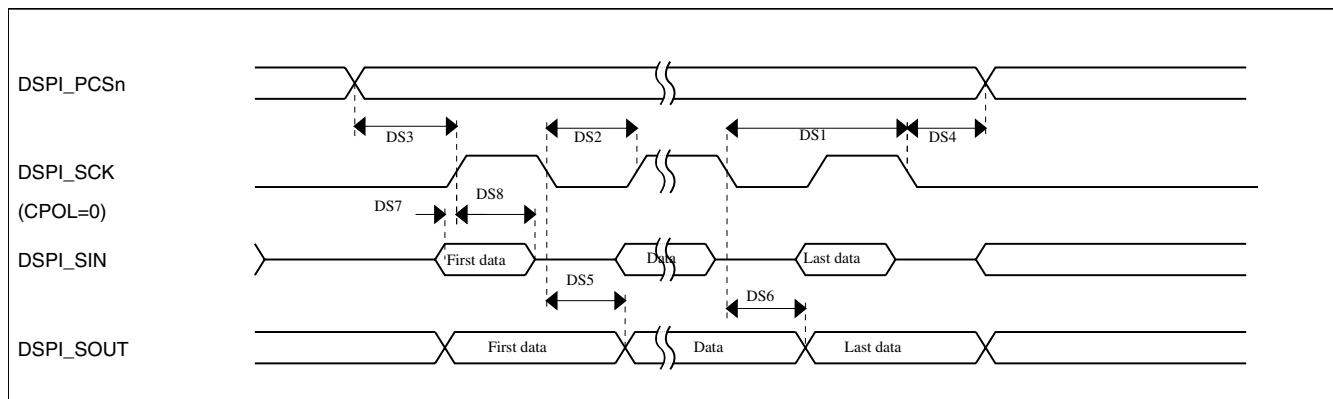 DSPI_PCSn
DS3
DS2
DS1
DS4
DSPI_SCK
(CPOL=0)
DS7
DS8
DSPI_SIN
First data
Data
Last data
DS5
DS6
DSPI_SOUT
First data
Data
Last data